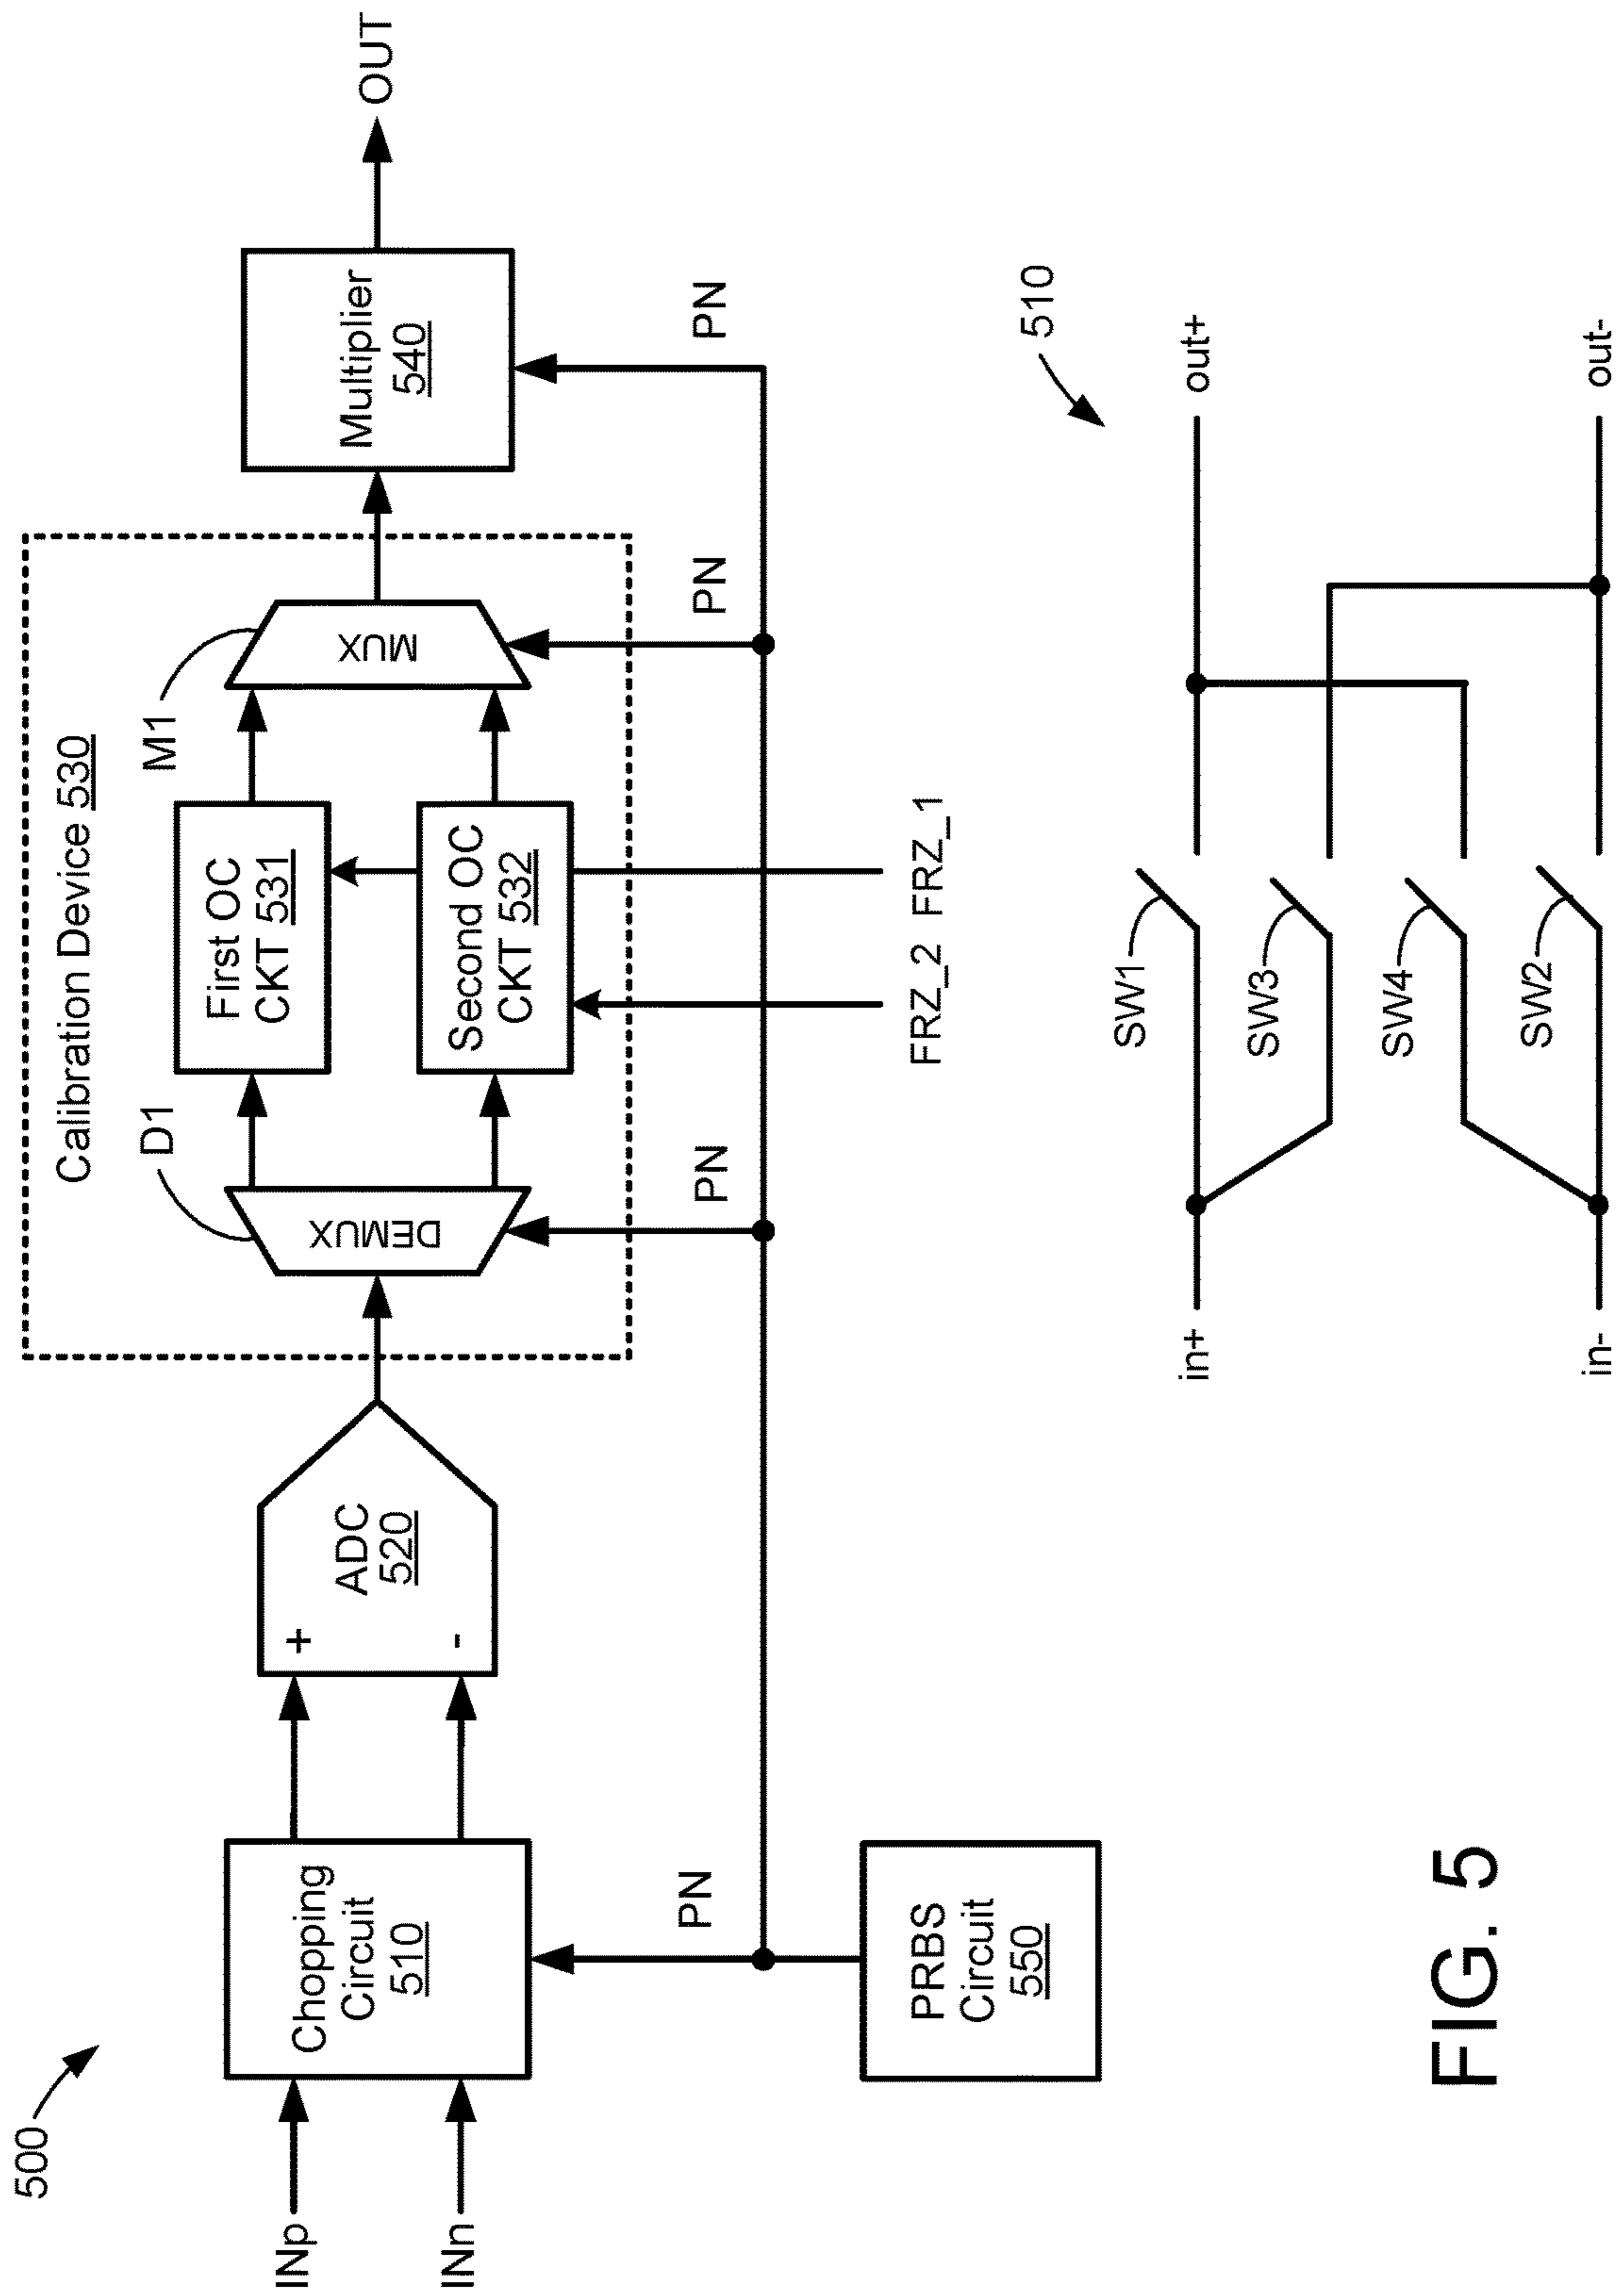 500
INp
INn
Chopping
Circuit
510
PN
PRBS
Circuit
550
+
-
ADC
520
Calibration Device 530
D1
DEMUX
PN
First OC
CKT 531
Second OC
CKT 532
FRZ_2
FRZ_1
M1
MUX
PN
Multiplier
540
PN
OUT
510
in+
in-
SW1
SW3
SW4
SW2
out+
out-
FIG. 5